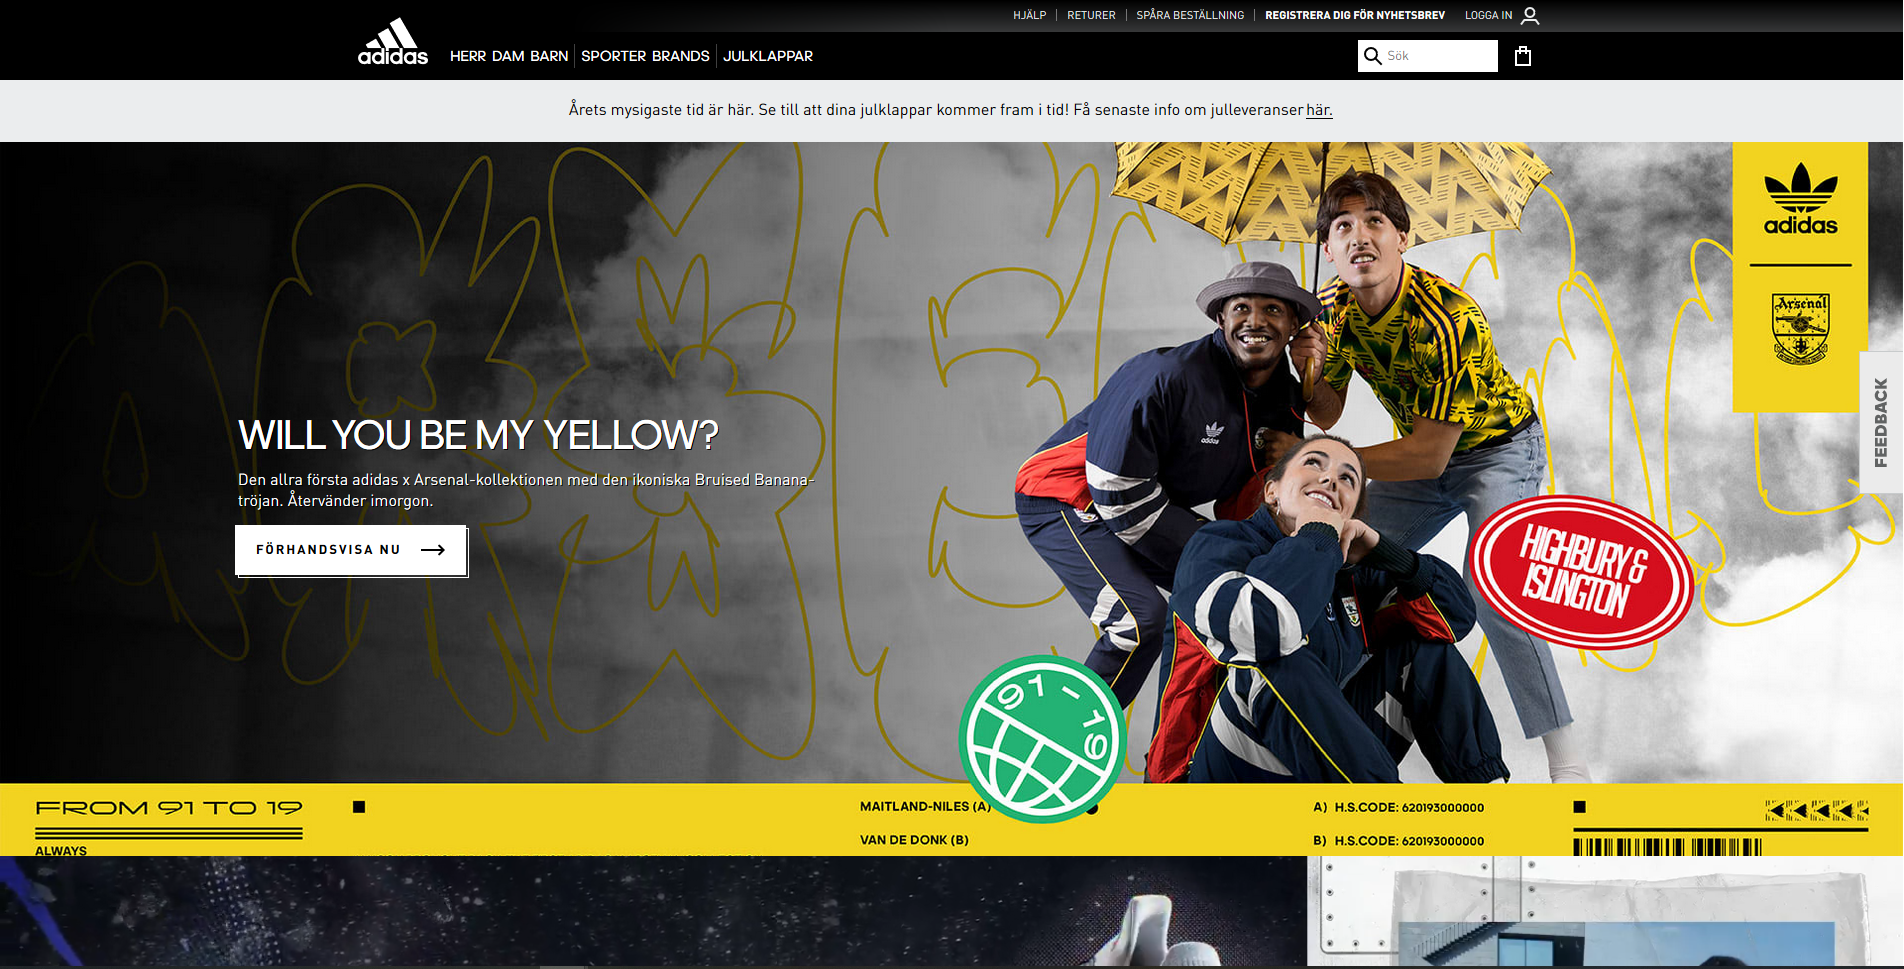 HJÄLP
RETURER
SPÅRA BESTÄLLNING
REGISTRERA DIG FÖR NYHETSBREV
LOGGA IN
adidas
HERR DAM BARN
SPORTER BRANDS
JULKLAPPAR
Sök
Årets mysigaste tid är här. Se till att dina julklappar kommer fram i tid! Få senaste info om julleveranser här.
adidas
Arsenal
FEEDBACK
adidas
WILL YOU BE MY YELLOW?
Den allra första adidas x Arsenal-kollektionen med den ikoniska Bruised Banana-
tröjan. Återvänder imorgon.
FÖRHANDSVISA NU
HIGHBURY &
ISLINGTON
91-19
FROM 91 TO 19
ALWAYS
MAITLAND-NILES (A)
VAN DE DONK (B)
A) H.S.CODE: 620193000000
B) H.S.CODE: 620193000000